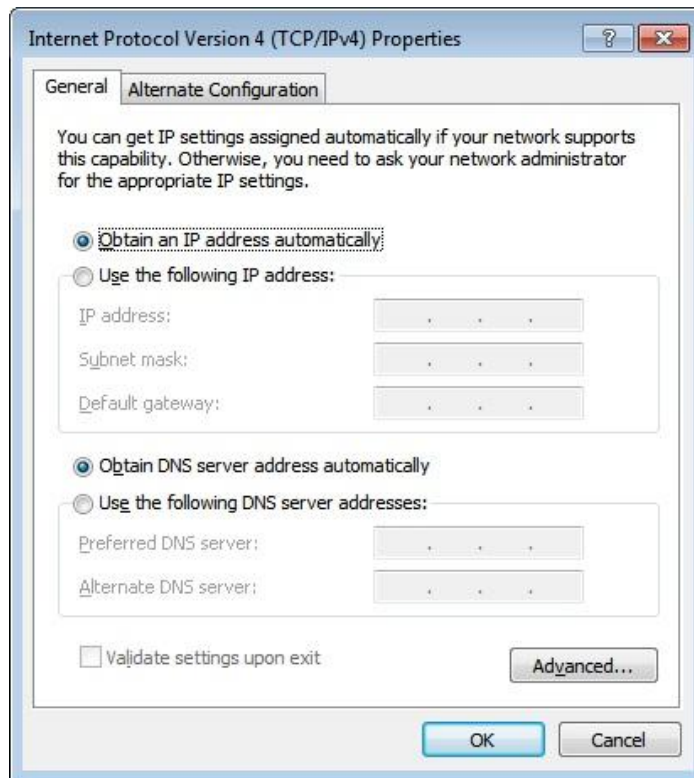 Internet Protocol Version 4 (TCP/IPv4) Properties
?
General
Alternate Configuration
You can get IP settings assigned automatically if your network supports
this capability. Otherwise, you need to ask your network administrator
for the appropriate IP settings.
Obtain an IP address automatically
Use the following IP address:
IP address:
. . .
Subnet mask:
. . .
Default gateway:
. . .
Obtain DNS server address automatically
Use the following DNS server addresses:
Preferred DNS server:
. . .
Alternate DNS server:
. . .
Validate settings upon exit
Advanced...
OK
Cancel